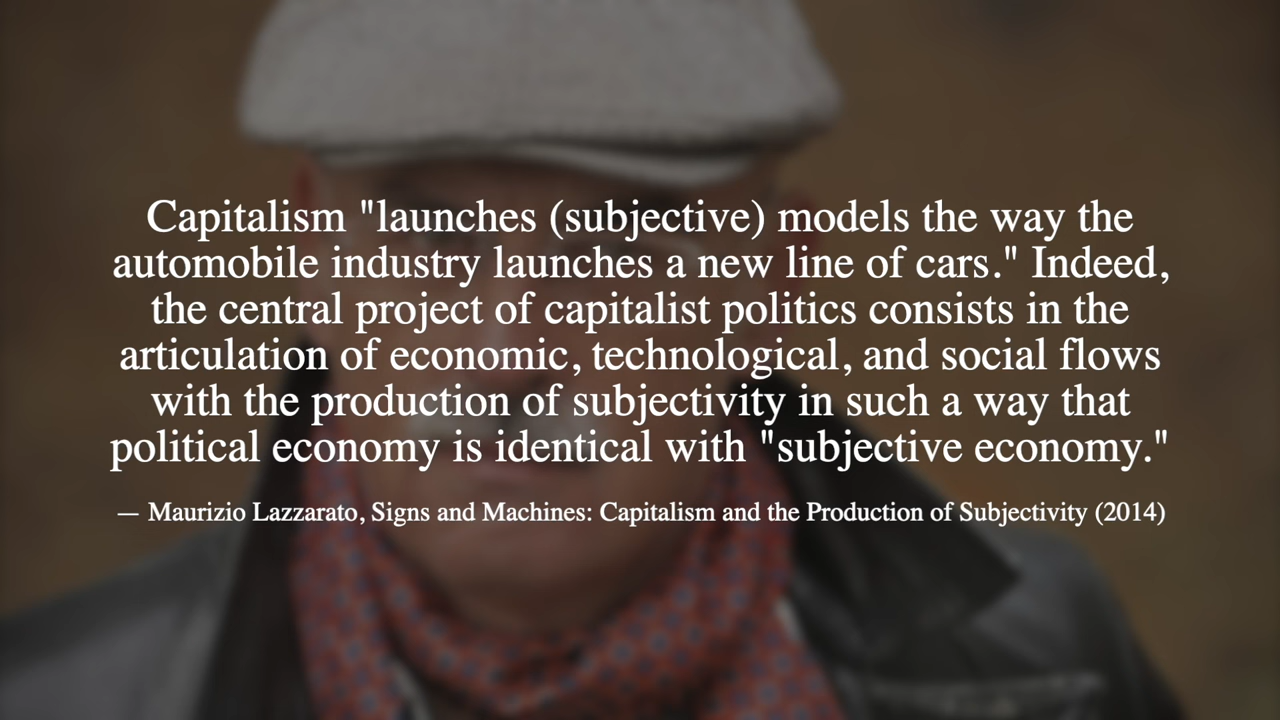 Capitalism "launches (subjective) models the way the
automobile industry launches a new line of cars." Indeed,
the central project of capitalist politics consists in the
articulation of economic, technological, and social flows
with the production of subjectivity in such a way that
political economy is identical with "subjective economy."
— Maurizio Lazzarato, Signs and Machines: Capitalism and the Production of Subjectivity (2014)